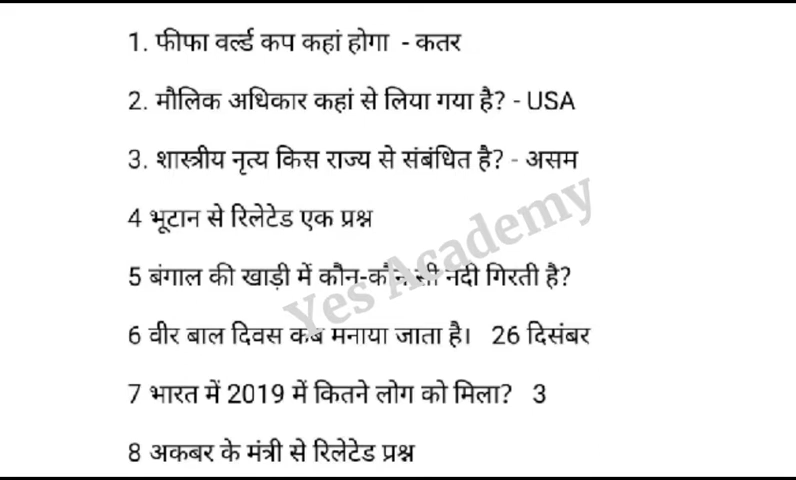 1. फीफा वर्ल्ड कप कहां होगा - कतर
2. मौलिक अधिकार कहां से लिया गया है? - USA
3. शास्त्रीय नृत्य किस राज्य से संबंधित है? - असम
4 भूटान से रिलेटेड एक प्रश्न
5 बंगाल की खाड़ी में कौन-कौन सी नदी गिरती है?
6 वीर बाल दिवस कब मनाया जाता है। 26 दिसंबर
7 भारत में 2019 में कितने लोग को मिला? 3
8 अकबर के मंत्री से रिलेटेड प्रश्न
Yes Academy